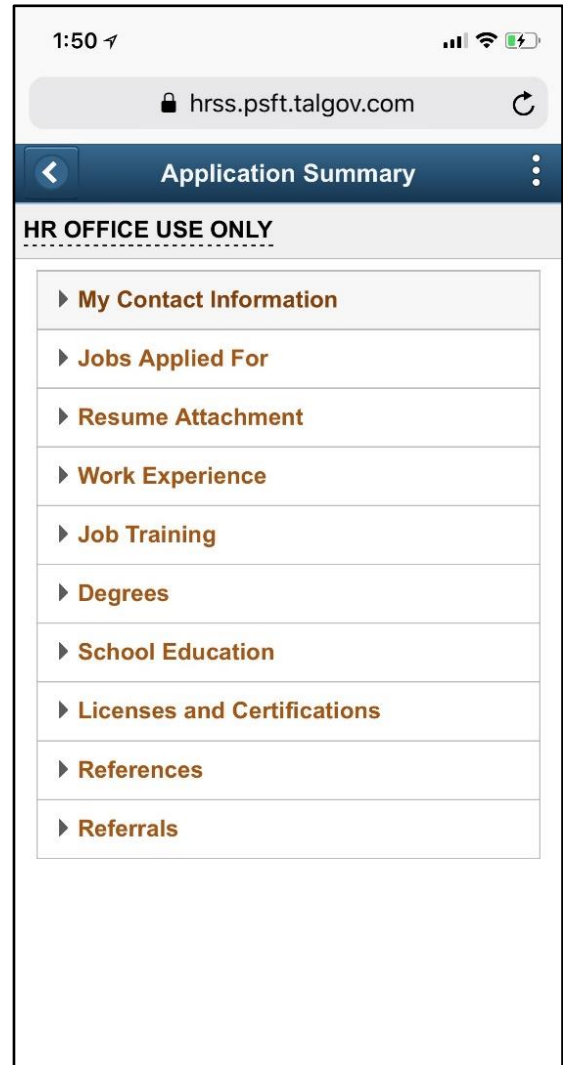 1:50
hrss.psft.talgov.com
Application Summary
HR OFFICE USE ONLY
My Contact Information
Jobs Applied For
Resume Attachment
Work Experience
Job Training
Degrees
School Education
Licenses and Certifications
References
Referrals